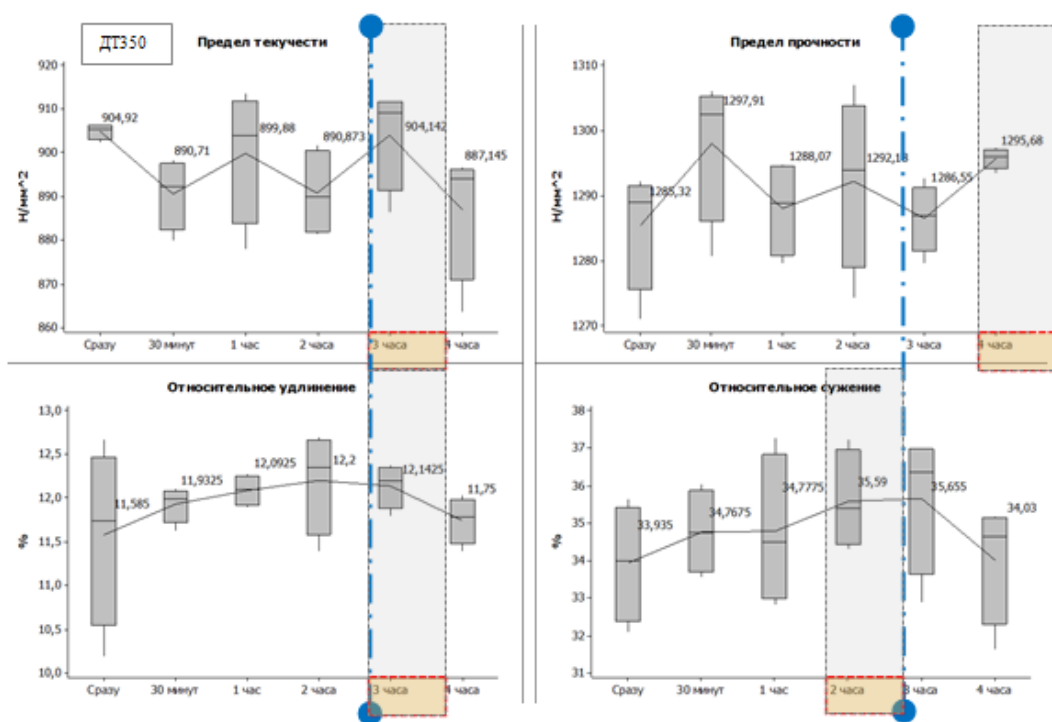 ДТ350
Предел текучести
Н/мм^2
920
910
900
890
880
870
860
904,92
890,71
899,88
890,873
904,142
887,145
Сразу
30 минут
1 час
2 часа
3 часа
4 часа
Предел прочности
Н/мм^2
1310
1300
1290
1280
1270
1285,32
1297,91
1288,07
1292,18
1286,55
1295,68
Сразу
30 минут
1 час
2 часа
3 часа
4 часа
Относительное удлинение
%
13,0
12,5
12,0
11,5
11,0
10,5
10,0
11,585
11,9325
12,0925
12,2
12,1425
11,75
Сразу
30 минут
1 час
2 часа
3 часа
4 часа
Относительное сужение
%
38
37
36
35
34
33
32
31
33,935
34,7675
34,7775
35,59
35,655
34,03
Сразу
30 минут
1 час
2 часа
3 часа
4 часа